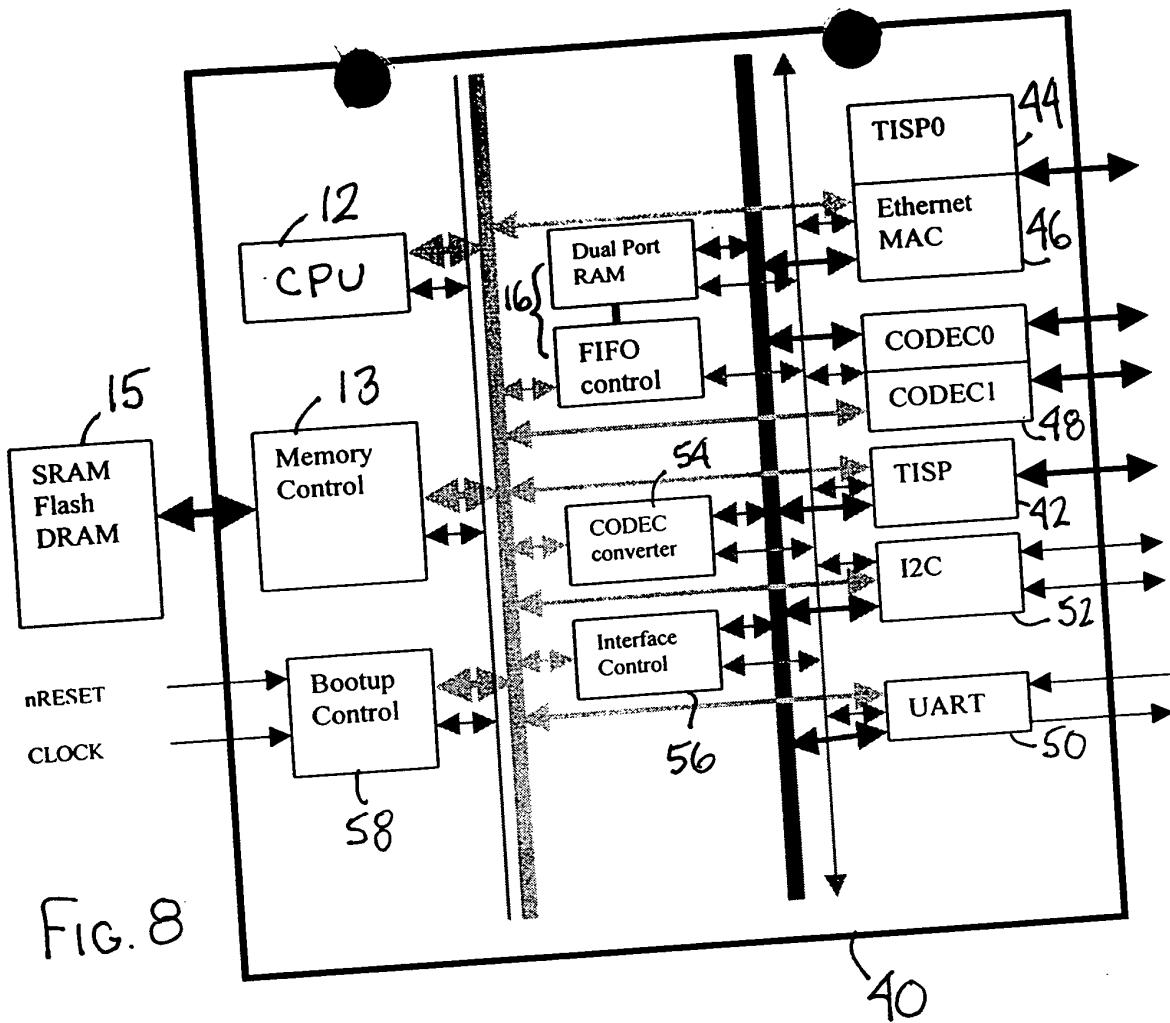 44
TISP0
12
Ethernet
MAC
46
CPU
Dual Port
RAM
16
FIFO
control
CODEC0
CODEC1
48
15
13
SRAM
Flash
DRAM
Memory
Control
54
TISP
42
CODEC
converter
I2C
52
Interface
Control
nRESET
Bootup
Control
UART
CLOCK
56
50
58
FIG. 8
40